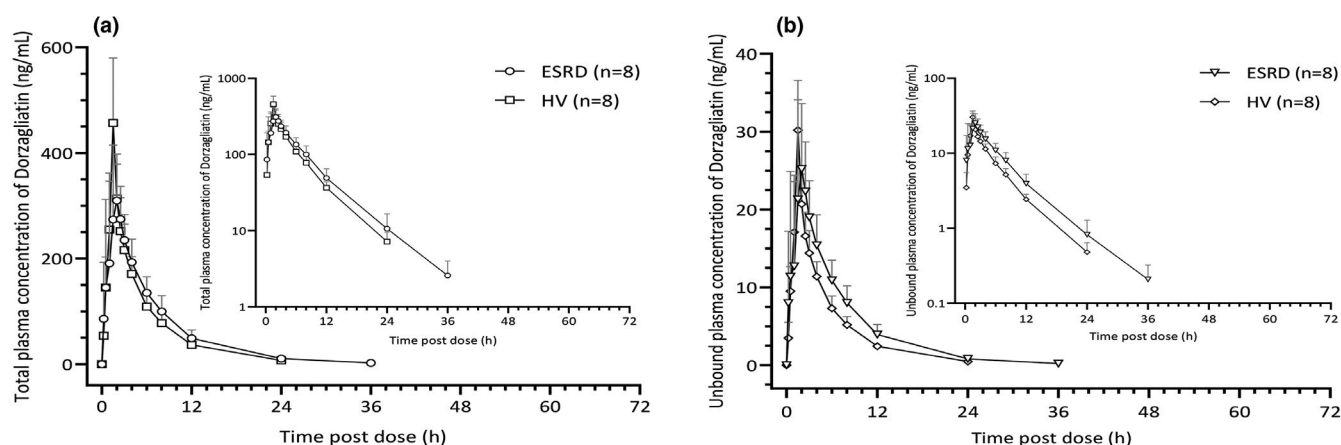 (a)
Total plasma concentration of Dorzagliatin (ng/mL)
600
400
200
0
0 12 24 36 48 60 72
Time post dose (h)
ESRD (n=8)
HV (n=8)
Total plasma concentration of Dorzagliatin (ng/mL)
1000
100
10
1
0 12 24 36 48 60 72
Time post dose (h)
(b)
Unbound plasma concentration of Dorzagliatin (ng/mL)
40
30
20
10
0
0 12 24 36 48 60 72
Time post dose (h)
ESRD (n=8)
HV (n=8)
Unbound plasma concentration of Dorzagliatin (ng/mL)
100
10
1
0.1
0 12 24 36 48 60 72
Time post dose (h)